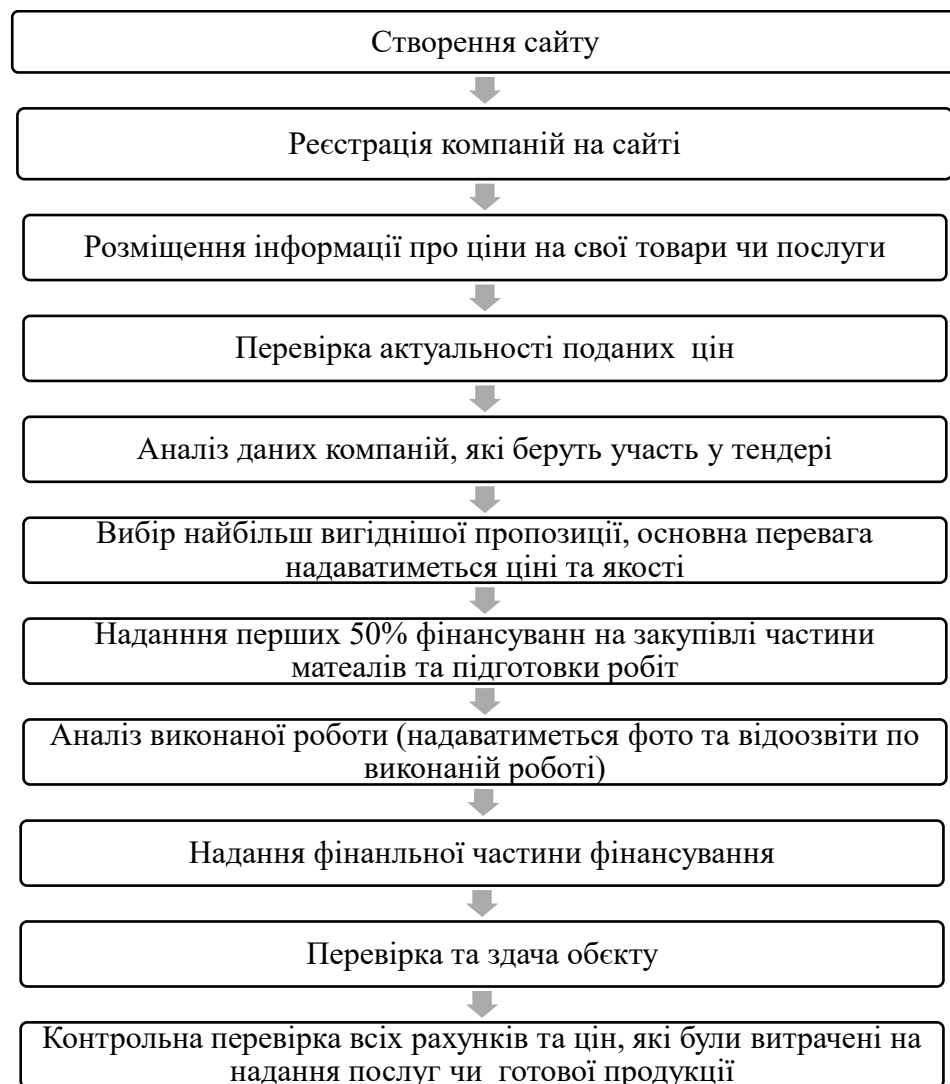 Створення сайту
Реєстрація компаній на сайті
Розміщення інформації про ціни на свої товари чи послуги
Перевірка актуальності поданих  цін
Аналіз даних компаній, які беруть участь у тендері
Вибір найбільш вигіднішої пропозиції, основна перевага
надаватиметься ціні та якості
Наданння перших 50% фінансуванн на закупівлі частини
матеалів та підготовки робіт
Аналіз виконаної роботи (надаватиметься фото та відоозвіти по
виконаній роботі)
Надання фінанльної частини фінансування
Перевірка та здача обєкту
Контрольна перевірка всіх рахунків та цін, які були витрачені на
надання послуг чи  готової продукції